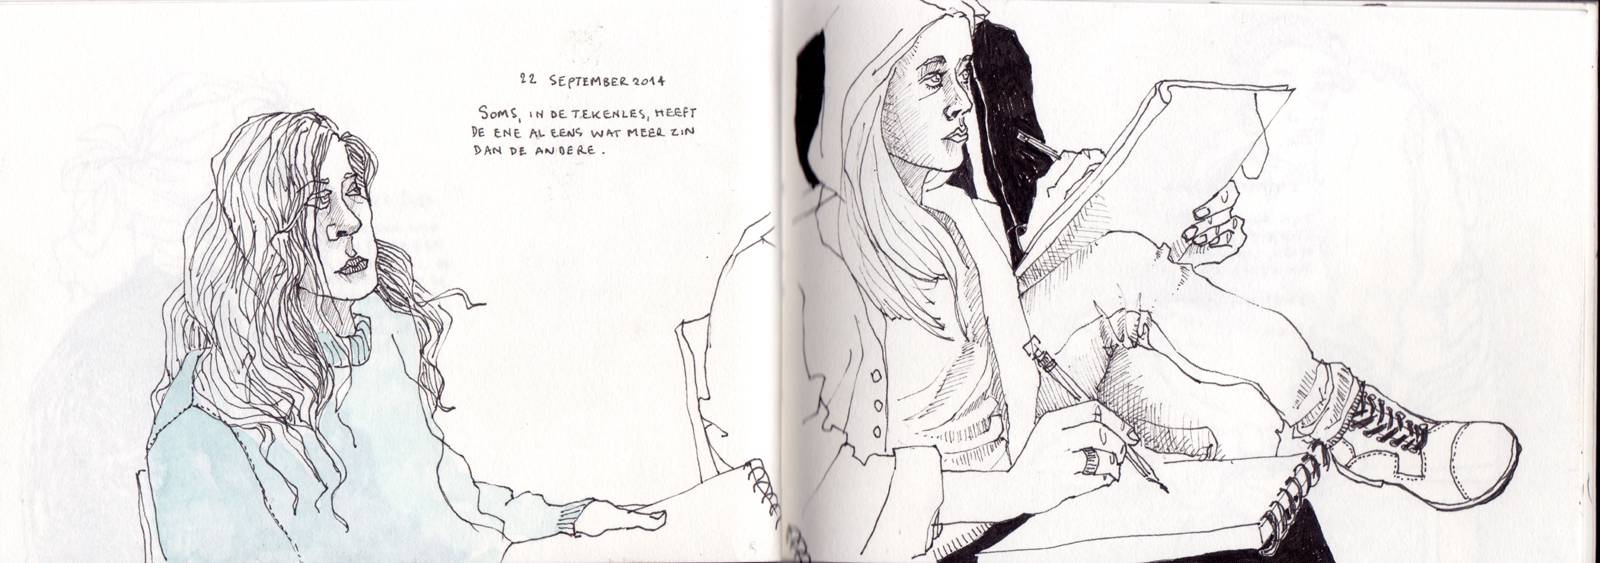 22 SEPTEMBER 2014
SOMS, IN DE TEKENLES, HEEFT
DE ENE AL EENS WAT MEER ZIN
DAN DE ANDERE.